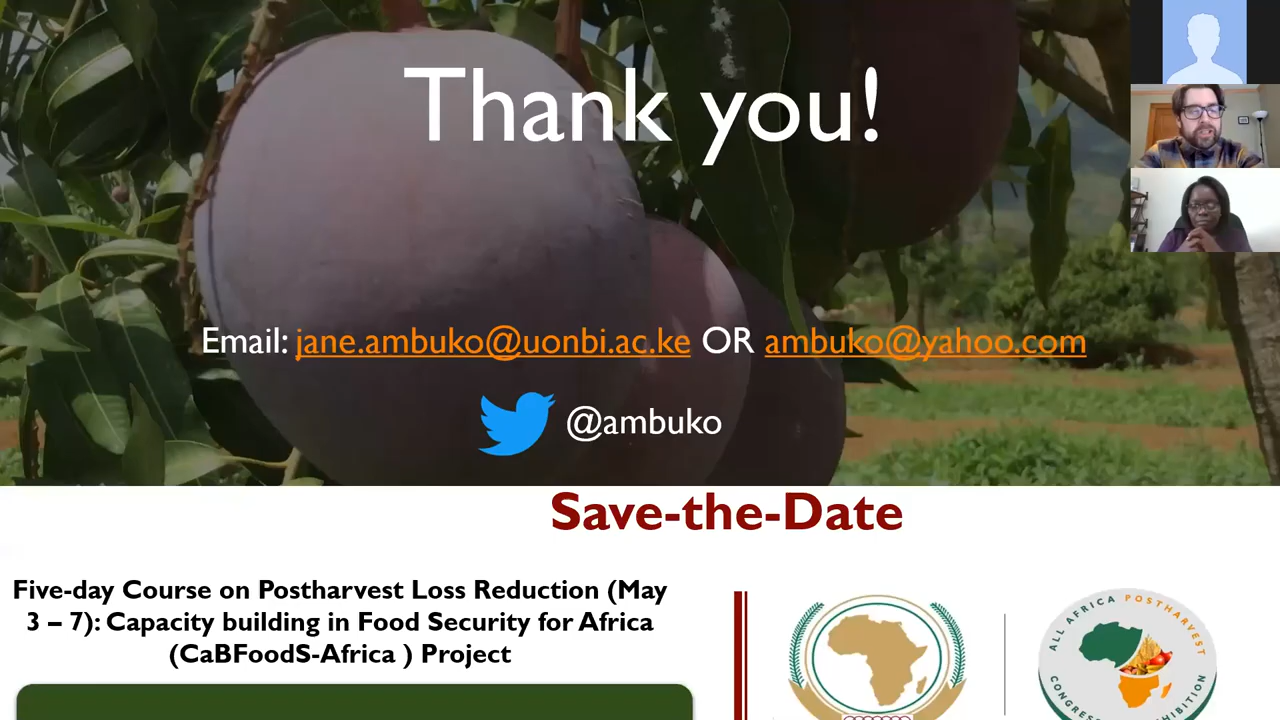 Thank you!
Email: jane.ambuko@uonbi.ac.ke OR ambuko@yahoo.com
@ambuko
Save-the-Date
Five-day Course on Postharvest Loss Reduction (May
3 – 7): Capacity building in Food Security for Africa
(CaBFoodS-Africa ) Project
ALL AFRICA POSTHARVEST